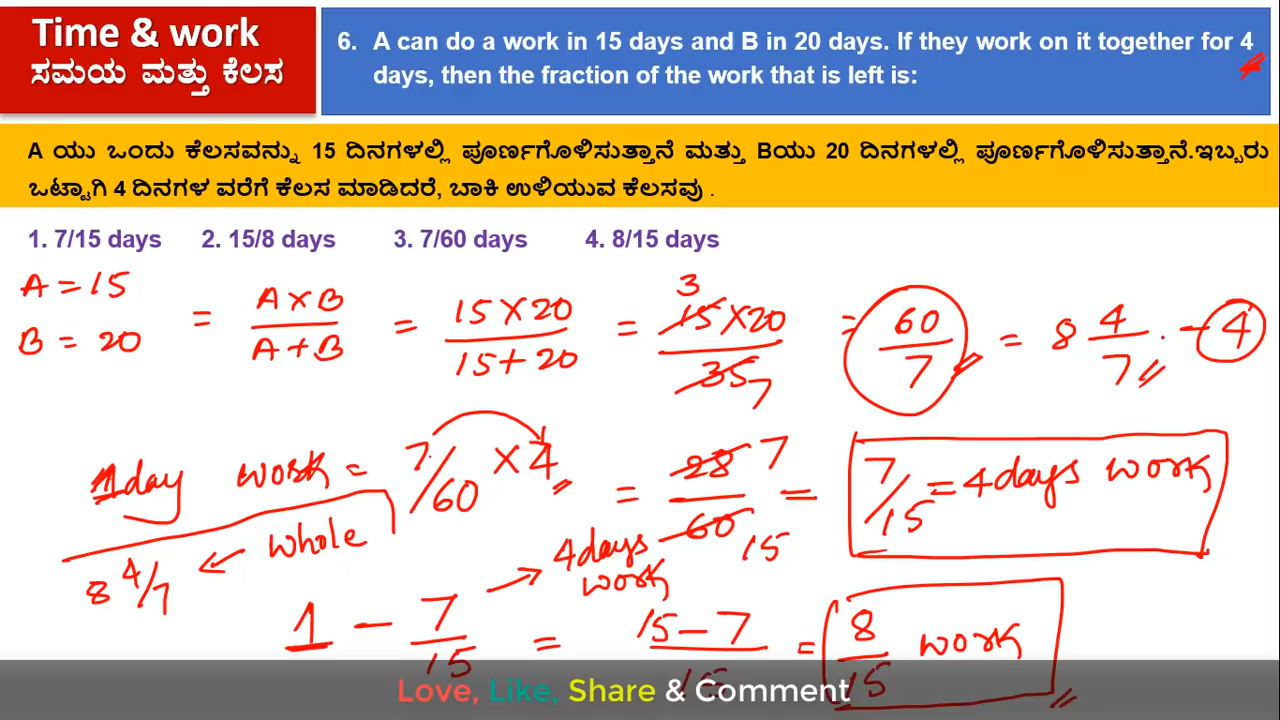 Time & work
ಸಮಯ ಮತ್ತು ಕೆಲಸ
6. A can do a work in 15 days and B in 20 days. If they work on it together for 4
days, then the fraction of the work that is left is:
A ಯು ಒಂದು ಕೆಲಸವನ್ನು 15 ದಿನಗಳಲ್ಲಿ ಪೂರ್ಣಗೊಳಿಸುತ್ತಾನೆ ಮತ್ತು Bಯು 20 ದಿನಗಳಲ್ಲಿ ಪೂರ್ಣಗೊಳಿಸುತ್ತಾನೆ.ಇಬ್ಬರು
ಒಟ್ಟಾಗಿ 4 ದಿನಗಳ ವರೆಗೆ ಕೆಲಸ ಮಾಡಿದರೆ, ಬಾಕಿ ಉಳಿಯುವ ಕೆಲಸವು .
1. 7/15 days 2. 15/8 days 3. 7/60 days 4. 8/15 days
A = 15
B = 20
= A×B / A+B = 15×20 / 15+20 = 3 15×20 / 35 7 = 60/7 = 8 4/7 - 4
1day work = 7/60 × 4 = 28 7 / 60 15 = 7/15 = 4days work
8 4/7 ← whole
4days work
1 - 7/15 = 15-7 / 15 = 8/15 work
Love, Like, Share & Comment